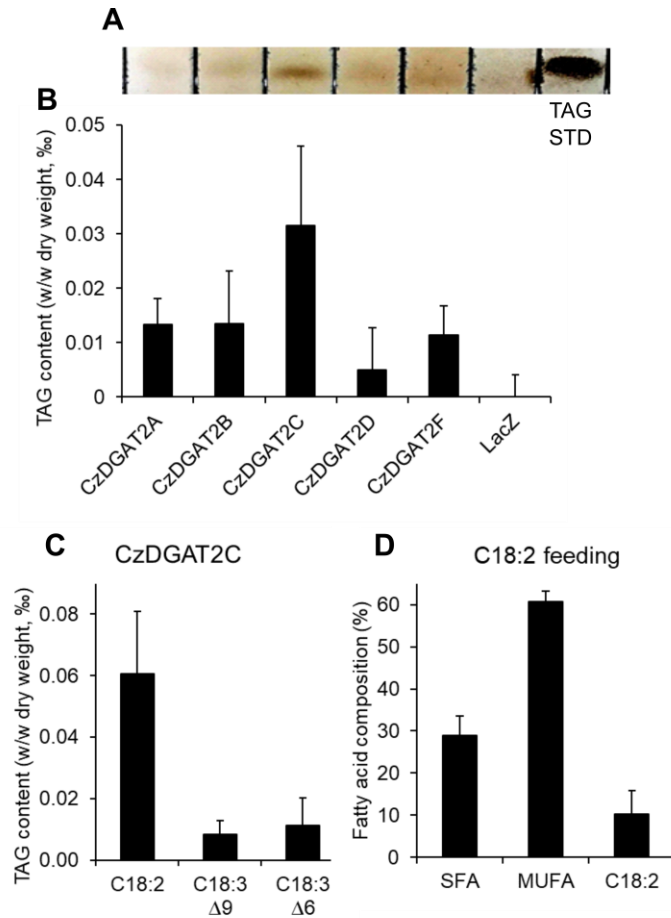 A
TAG
STD
B
TAG content (w/w dry weight, ‰)
0.05
0.04
0.03
0.02
0.01
0
CzDGAT2A
CzDGAT2B
CzDGAT2C
CzDGAT2D
CzDGAT2F
LacZ
C
CzDGAT2C
TAG content (w/w dry weight, ‰)
0.08
0.06
0.04
0.02
0.00
C18:2
C18:3
Δ9
C18:3
Δ6
D
C18:2 feeding
Fatty acid composition (%)
60
50
40
30
20
10
0
SFA
MUFA
C18:2